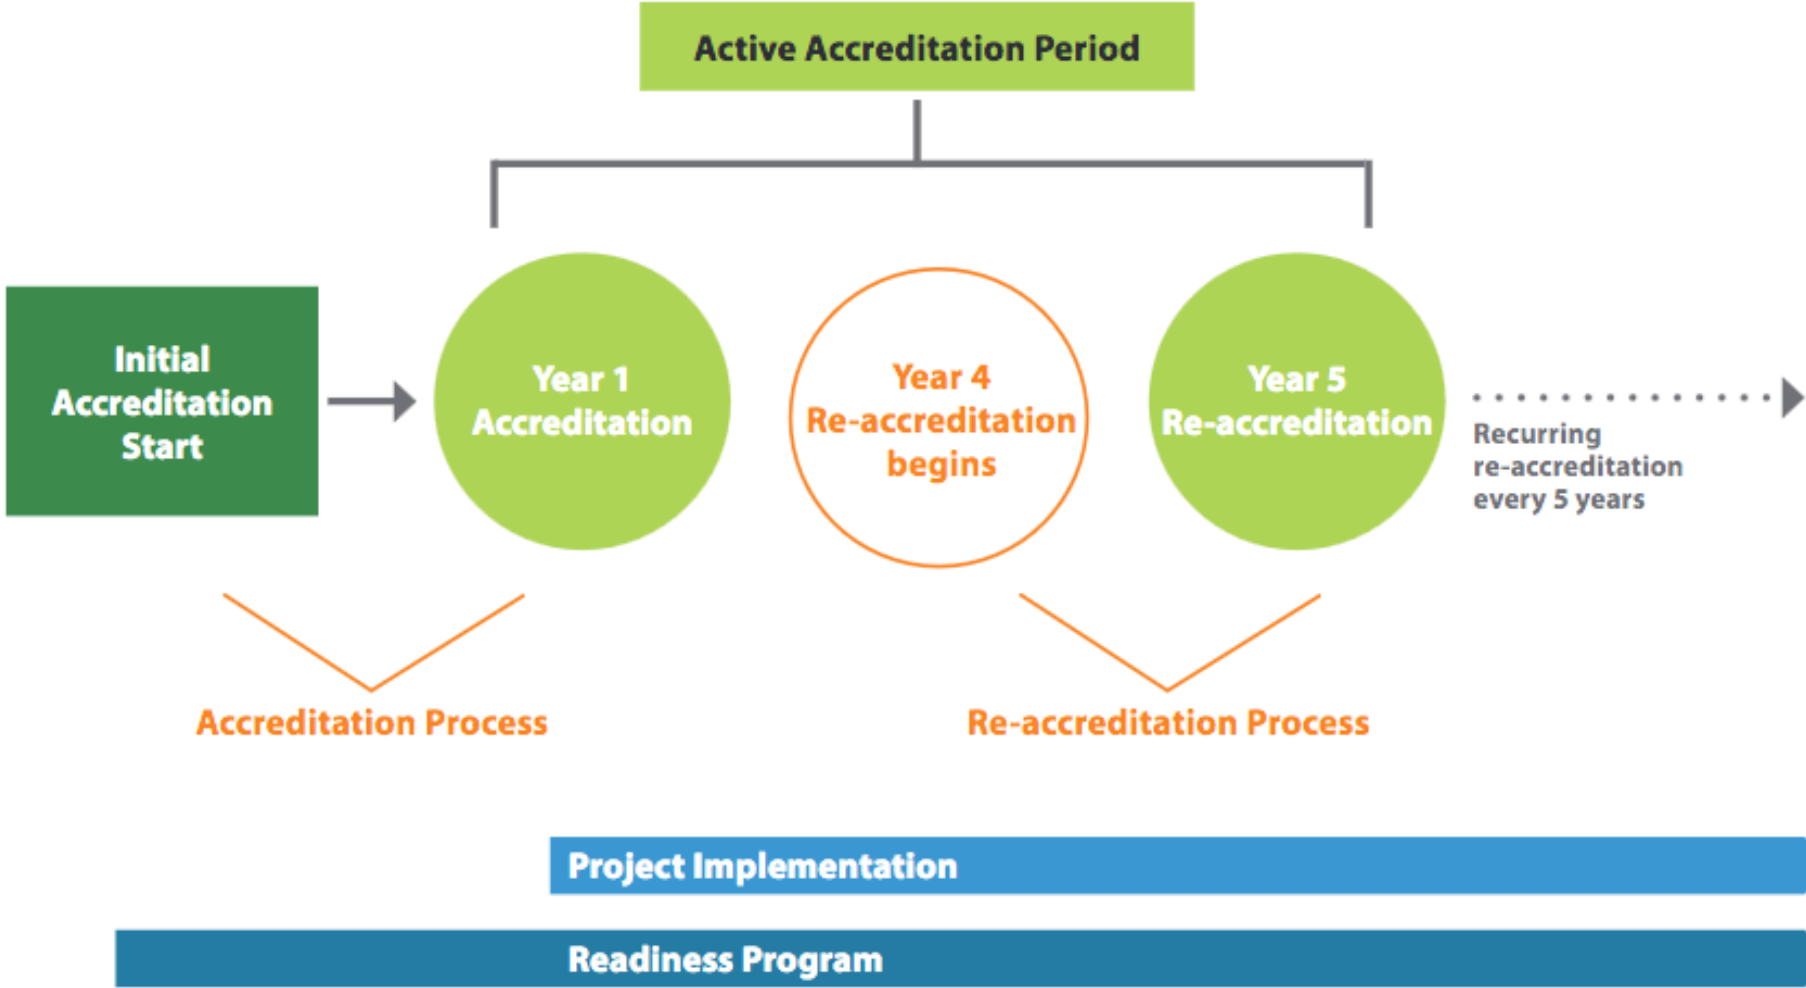 Active Accreditation Period
Initial
Accreditation
Start
Year 1
Accreditation
Year 4
Re-accreditation
begins
Year 5
Re-accreditation
Recurring
re-accreditation
every 5 years
Accreditation Process
Re-accreditation Process
Project Implementation
Readiness Program